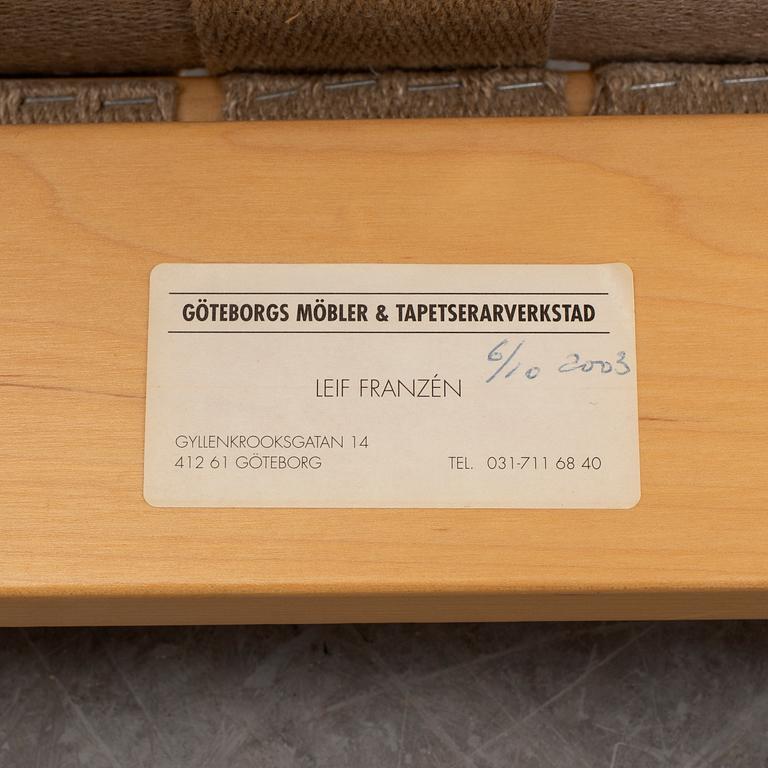 GÖTEBORGS MÖBLER & TAPETSERARVERKSTAD
6/10 2003
LEIF FRANZÉN
GYLLENKROOKSGATAN 14
412 61 GÖTEBORG
TEL. 031-711 68 40